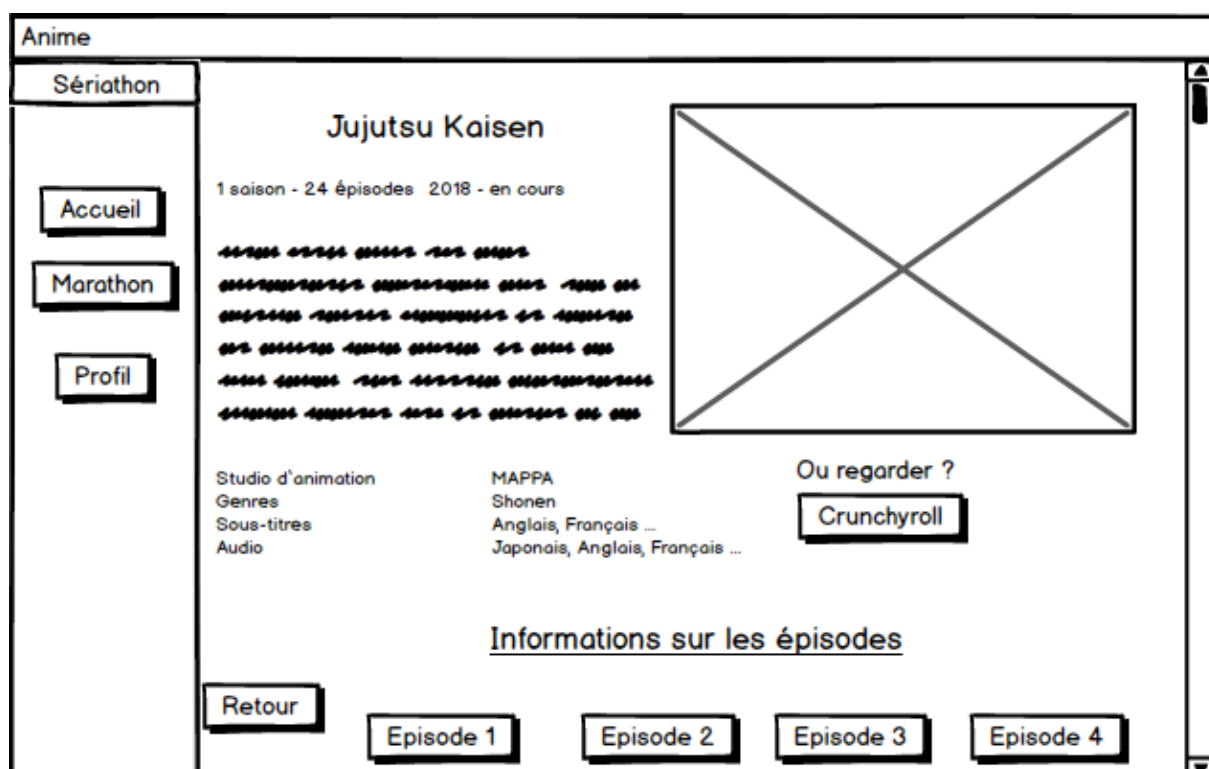 Anime
Sériathon
Accueil
Marathon
Profil
Jujutsu Kaisen
1 saison - 24 épisodes 2018 - en cours
Studio d'animation MAPPA
Genres Shonen
Sous-titres Anglais, Français ...
Audio Japonais, Anglais, Français ...
Ou regarder ?
Crunchyroll
Informations sur les épisodes
Retour
Episode 1 Episode 2 Episode 3 Episode 4